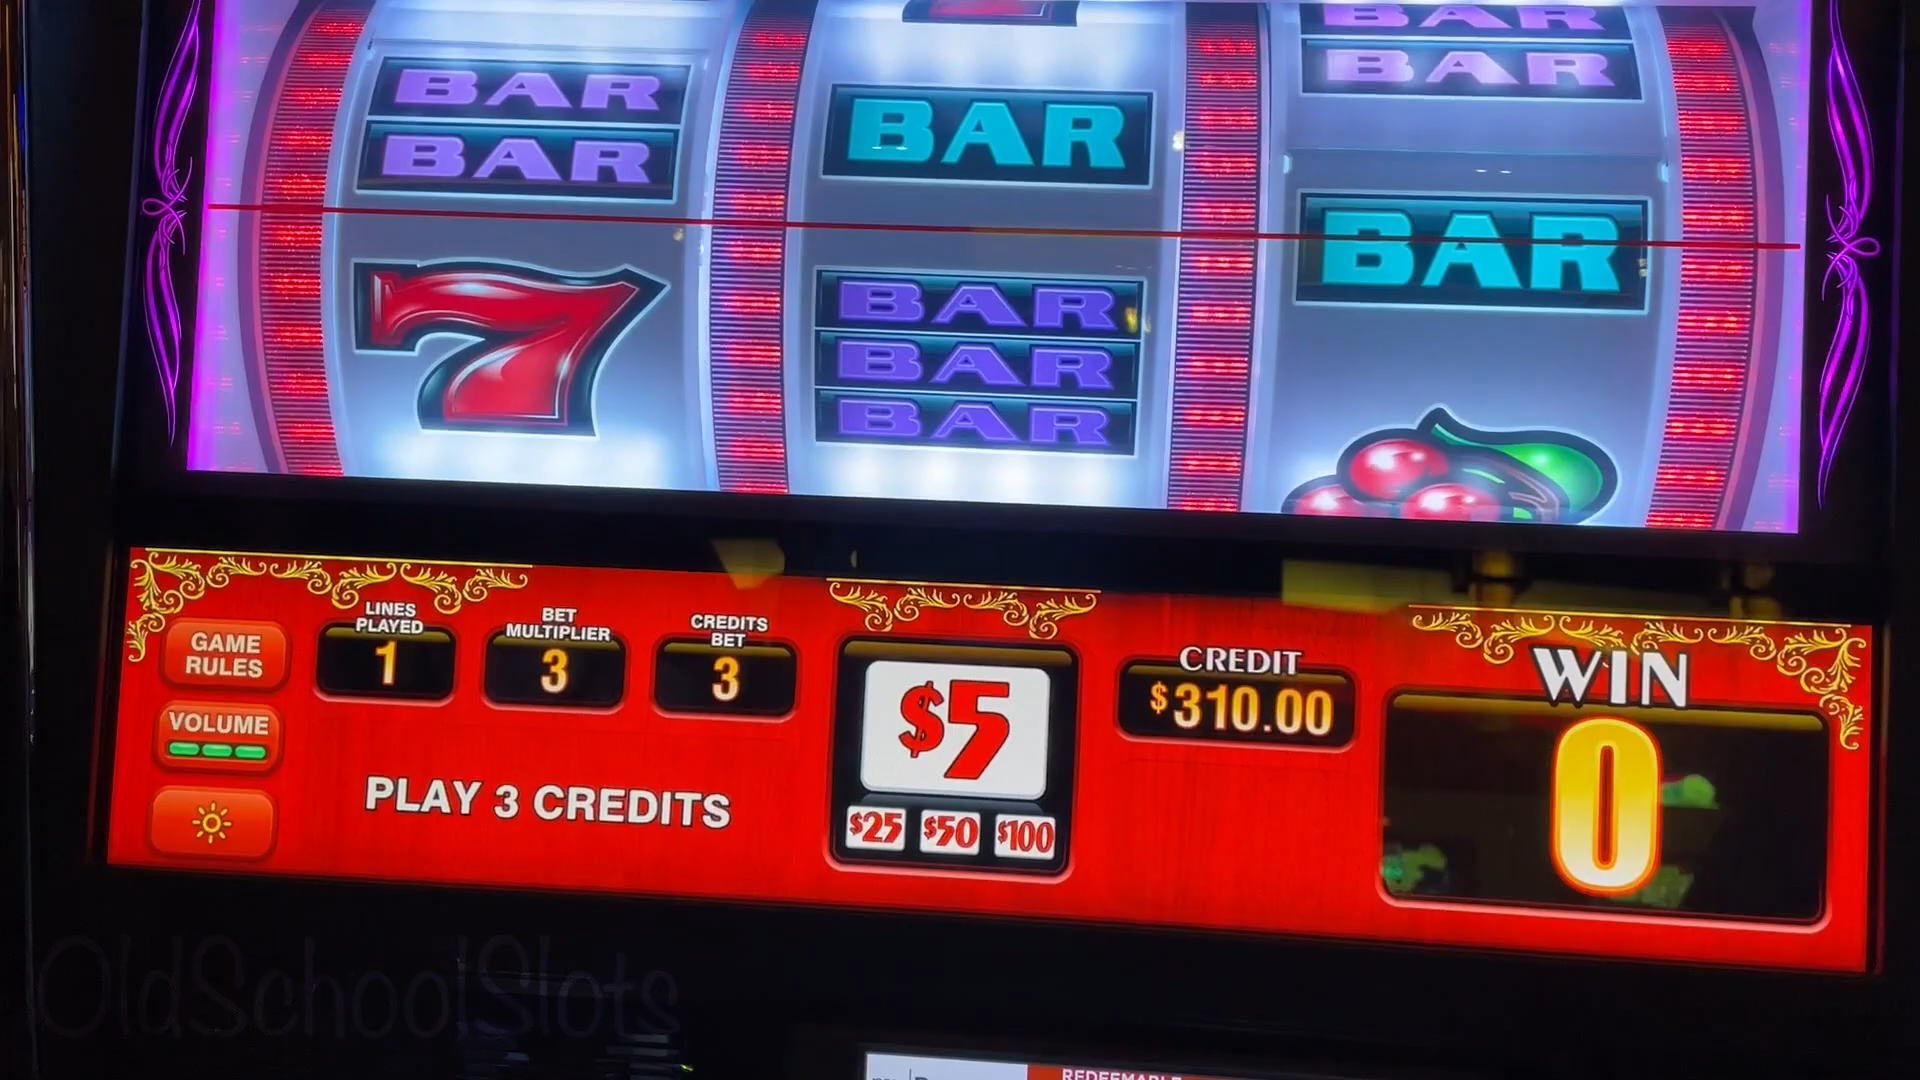 BAR
BAR
BAR
BAR
BAR
BAR
7
BAR
BAR
BAR
BAR
GAME
RULES
VOLUME
LINES
PLAYED
1
BET
MULTIPLIER
3
CREDITS
BET
3
PLAY 3 CREDITS
$5
$25 $50 $100
CREDIT
$310.00
WIN
0
OldSchoolSlots
REDEEMABLE